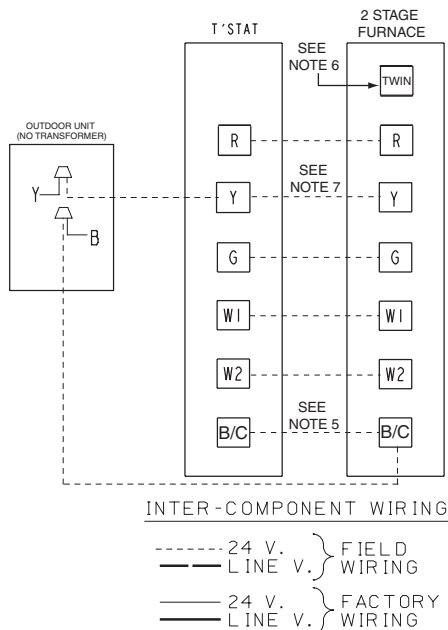 T'STAT
2 STAGE
FURNACE
SEE
NOTE 6
TWIN
OUTDOOR UNIT
(NO TRANSFORMER)
R
R
Y
Y
SEE
NOTE 7
Y
B
G
G
W1
W1
W2
W2
SEE
NOTE 5
B/C
B/C
INTER-COMPONENT WIRING
24 V.
LINE V.
FIELD
WIRING
24 V.
LINE V.
FACTORY
WIRING